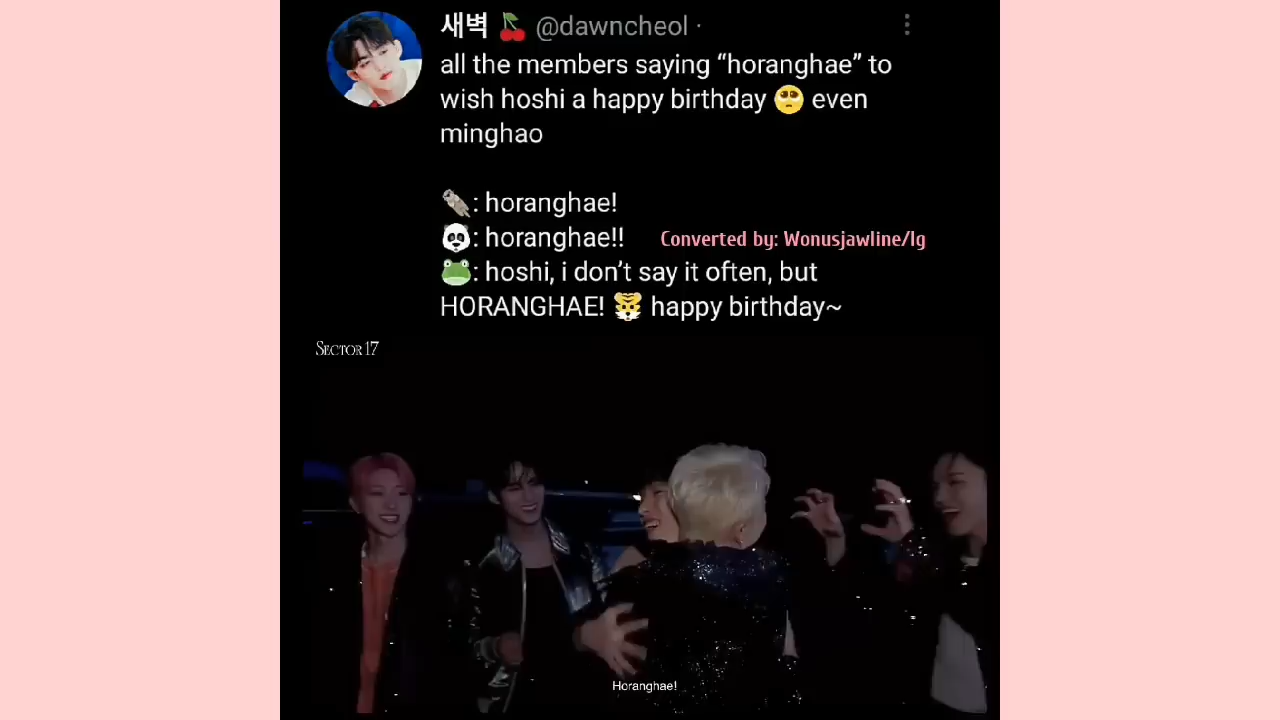 새벽 🍒 @dawncheol ·
all the members saying “horanghae” to
wish hoshi a happy birthday 🥺 even
minghao
🦦: horanghae!
🐼: horanghae!!
Converted by: Wonusjawline/Ig
🐸: hoshi, i don’t say it often, but
HORANGHAE! 🐯 happy birthday~
SECTOR 17
Horanghae!